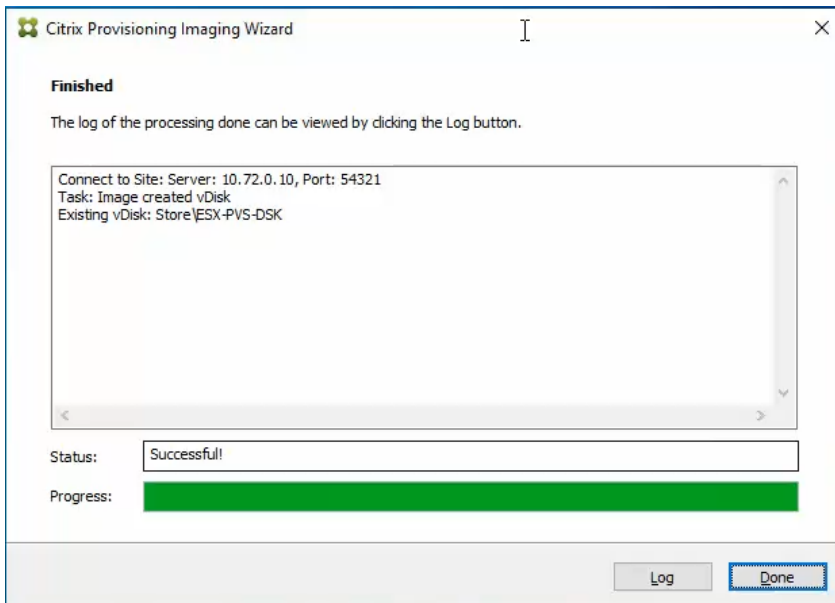 Citrix Provisioning Imaging Wizard
Finished
The log of the processing done can be viewed by clicking the Log button.
Connect to Site: Server: 10.72.0.10, Port: 54321
Task: Image created vDisk
Existing vDisk: Store\ESX-PVS-DSK
Status: Successful!
Progress:
Log Done